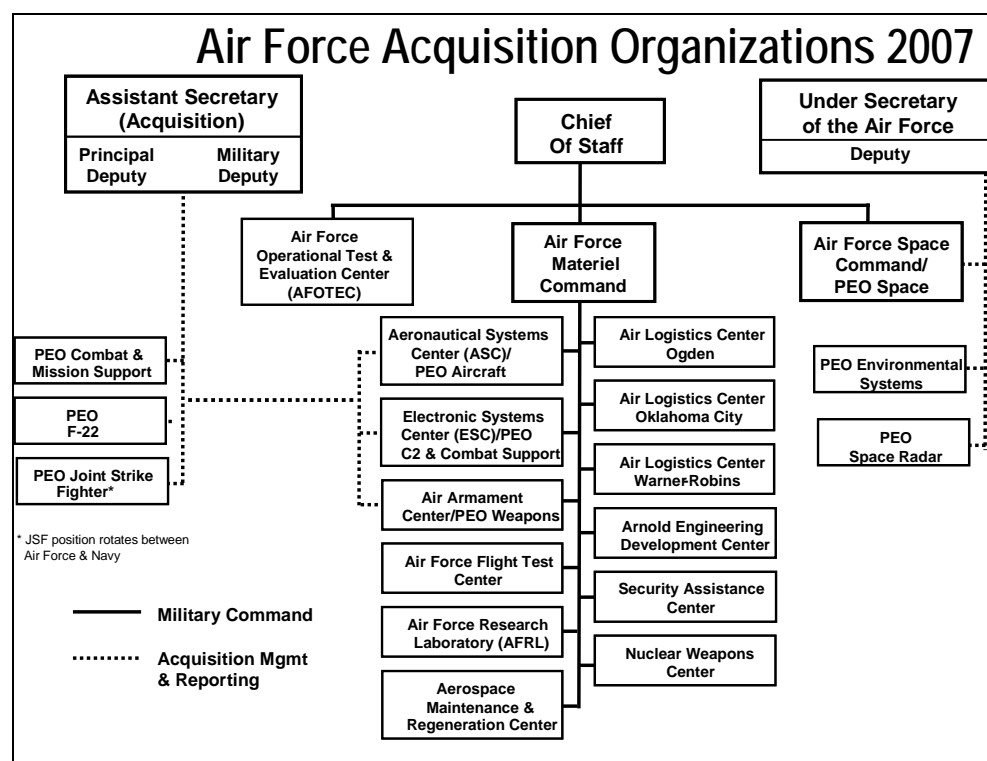 Air Force Acquisition Organizations 2007
Assistant Secretary
(Acquisition)
Principal
Deputy
Military
Deputy
Chief
Of Staff
Under Secretary
of the Air Force
Deputy
Air Force
Operational Test &
Evaluation Center
(AFOTEC)
Air Force
Materiel
Command
Air Force Space
Command/
PEO Space
PEO Combat &
Mission Support
PEO
F-22
PEO Joint Strike
Fighter*
* JSF position rotates between
Air Force & Navy
Aeronautical Systems
Center (ASC)/
PEO Aircraft
Electronic Systems
Center (ESC)/PEO
C2 & Combat Support
Air Armament
Center/PEO Weapons
Air Force Flight Test
Center
Air Force Research
Laboratory (AFRL)
Aerospace
Maintenance &
Regeneration Center
Air Logistics Center
Ogden
Air Logistics Center
Oklahoma City
Air Logistics Center
Warner-Robins
Arnold Engineering
Development Center
Security Assistance
Center
Nuclear Weapons
Center
PEO Environmental
Systems
PEO
Space Radar
Military Command
Acquisition Mgmt
& Reporting